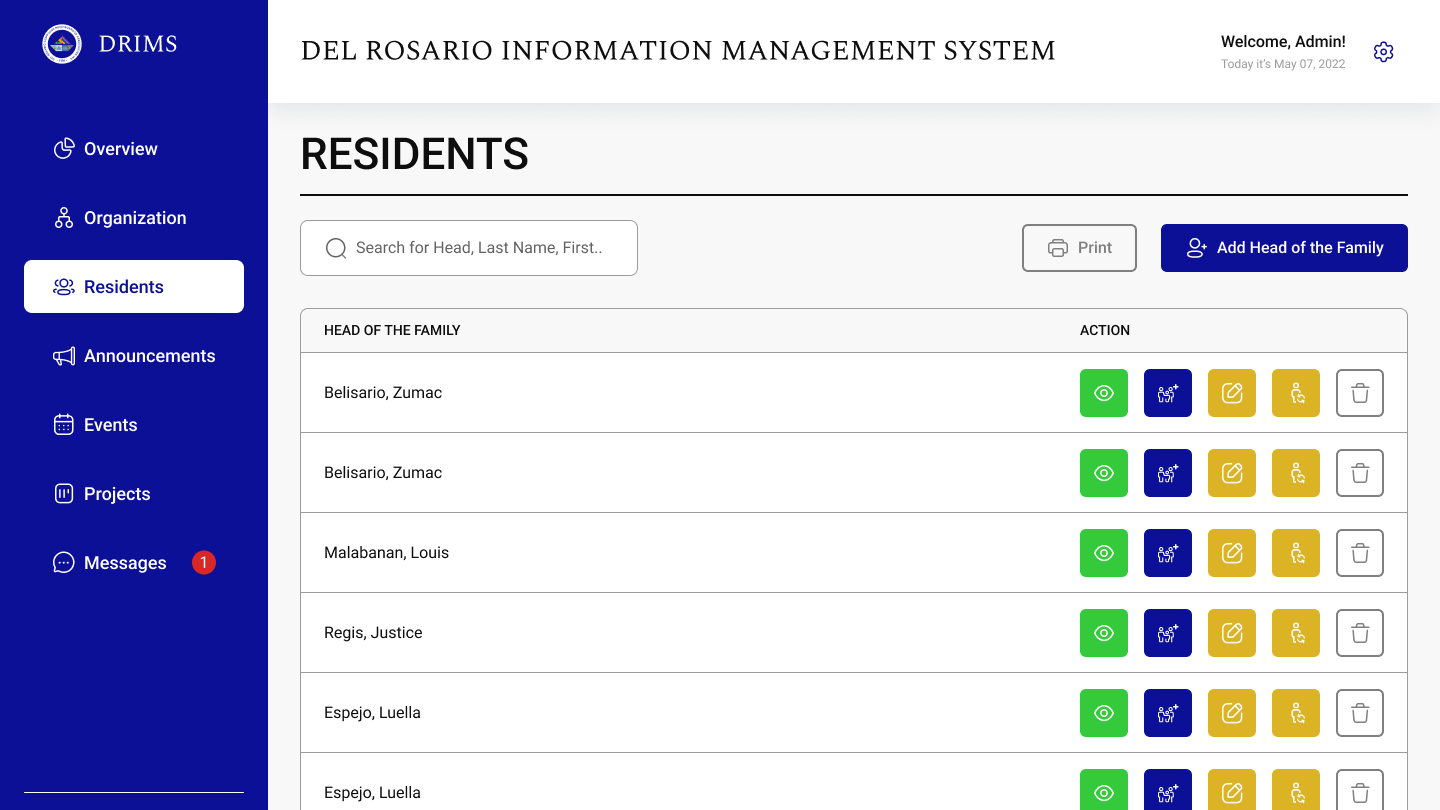 DRIMS
DEL ROSARIO INFORMATION MANAGEMENT SYSTEM
Welcome, Admin!
Today it's May 07, 2022
Overview
Organization
Residents
Announcements
Events
Projects
Messages 1
RESIDENTS
Search for Head, Last Name, First..
Print
Add Head of the Family
HEAD OF THE FAMILY ACTION
Belisario, Zumac
Belisario, Zumac
Malabanan, Louis
Regis, Justice
Espejo, Luella
Espejo, Luella